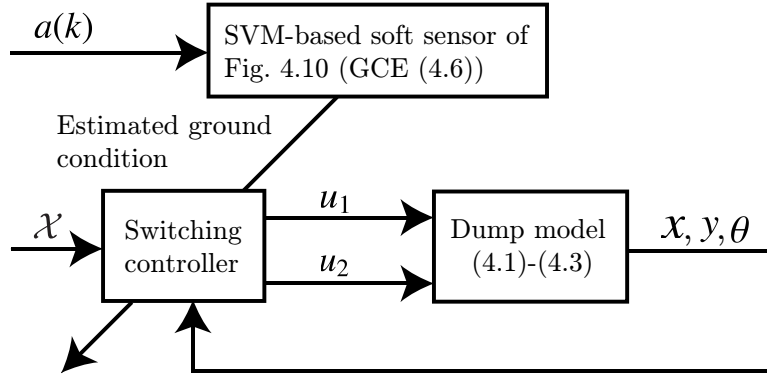 a(k)
SVM-based soft sensor of
Fig. 4.10 (GCE (4.6))
Estimated ground
condition
𝒳
Switching
controller
u₁
u₂
Dump model
(4.1)-(4.3)
x, y, θ